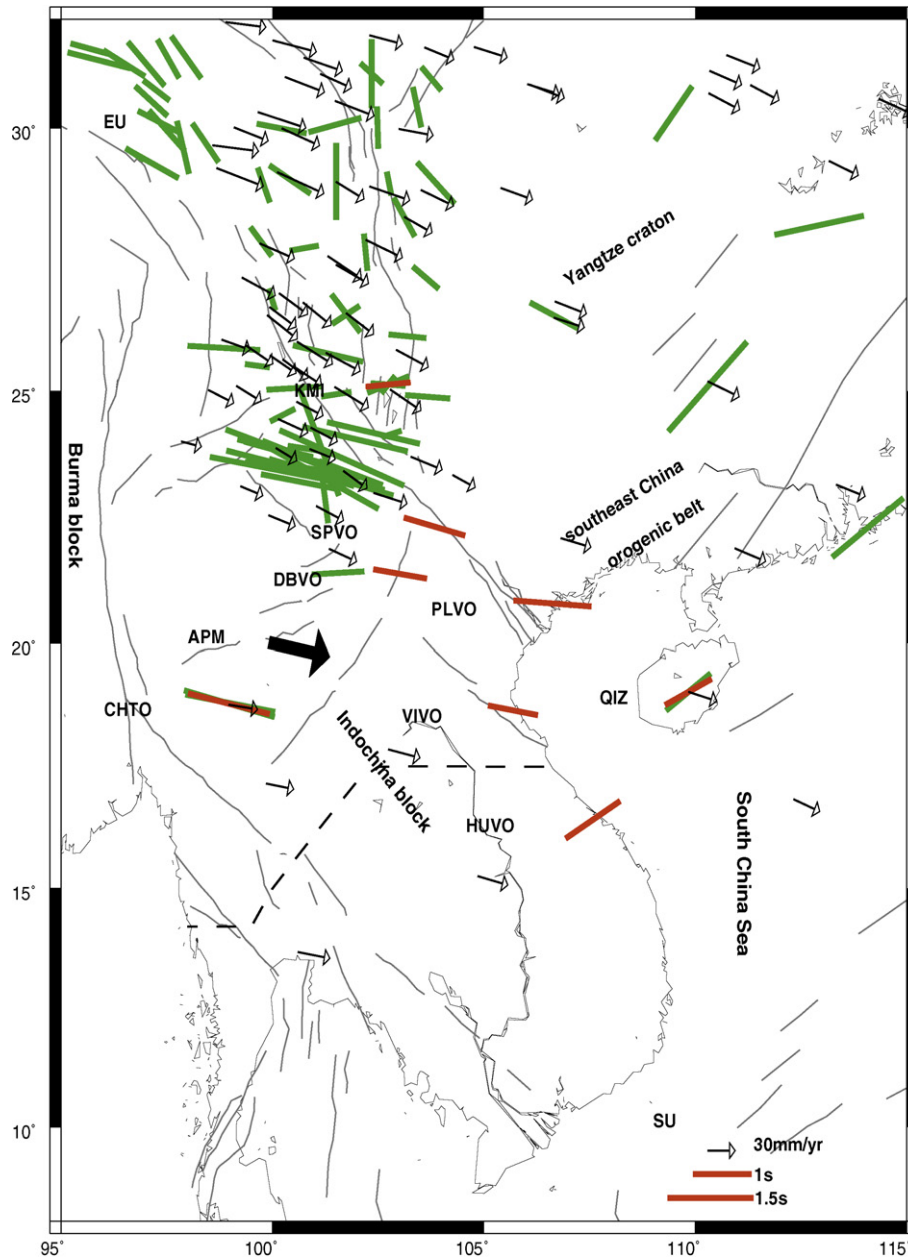 EU
30°
Yangtze craton
25°
KMI
Burma block
southeast China
orogenic belt
SPVO
DBVO
PLVO
20°
APM
CHTO
VIVO
QIZ
Indochina block
HUVO
South China Sea
15°
10°
SU
30mm/yr
1s
1.5s
95°
100°
105°
110°
115°